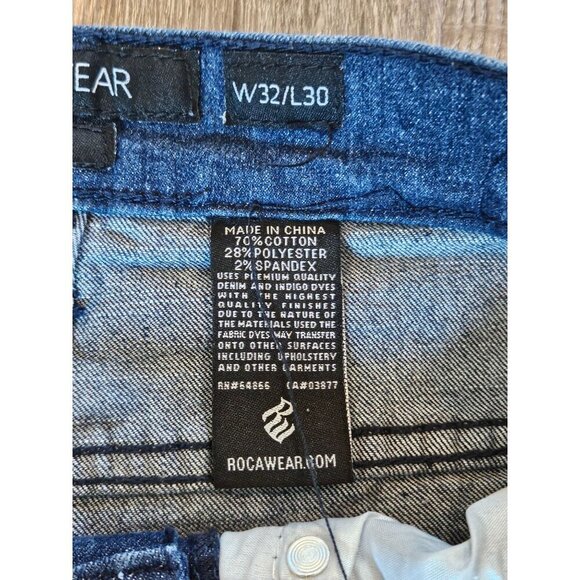 EAR
W32/L30
MADE IN CHINA
70%COTTON
28%POLYESTER
2%SPANDEX
USES PREMIUM QUALITY
DENIM AND INDIGO DYES
WITH THE HIGHEST
QUALITY FINISHES
DUE TO THE NATURE OF
THE MATERIALS USED THE
FABRIC DYES MAY TRANSFER
ONTO OTHER SURFACES
INCLUDING UPHOLSTERY
AND OTHER GARMENTS
RN#64866 CA#03877
ROCAWEAR.COM